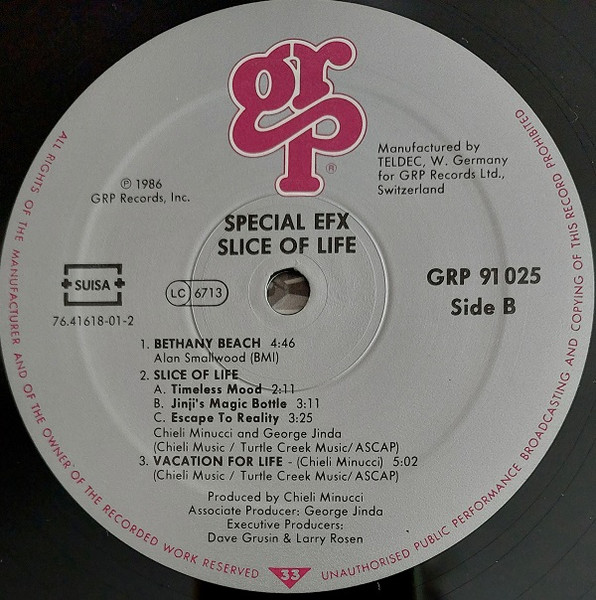 grp®
℗ 1986
GRP Records, Inc.
Manufactured by
TELDEC, W. Germany
for GRP Records Ltd.,
Switzerland
SPECIAL EFX
SLICE OF LIFE
SUISA
LC 6713
76.41618-01-2
GRP 91 025
Side B
1. BETHANY BEACH 4:46
Alan Smallwood (BMI)
2. SLICE OF LIFE
A. Timeless Mood 2:11
B. Jinji's Magic Bottle 3:11
C. Escape To Reality 3:25
Chieli Minucci and George Jinda
(Chieli Music / Turtle Creek Music/ ASCAP)
3. VACATION FOR LIFE - (Chieli Minucci) 5:02
(Chieli Music / Turtle Creek Music/ASCAP)
Produced by Chieli Minucci
Associate Producer: George Jinda
Executive Producers:
Dave Grusin & Larry Rosen
33
ALL RIGHTS OF THE MANUFACTURER AND OF THE OWNER OF THE RECORDED WORK RESERVED
UNAUTHORISED PUBLIC PERFORMANCE BROADCASTING AND COPYING OF THIS RECORD PROHIBITED